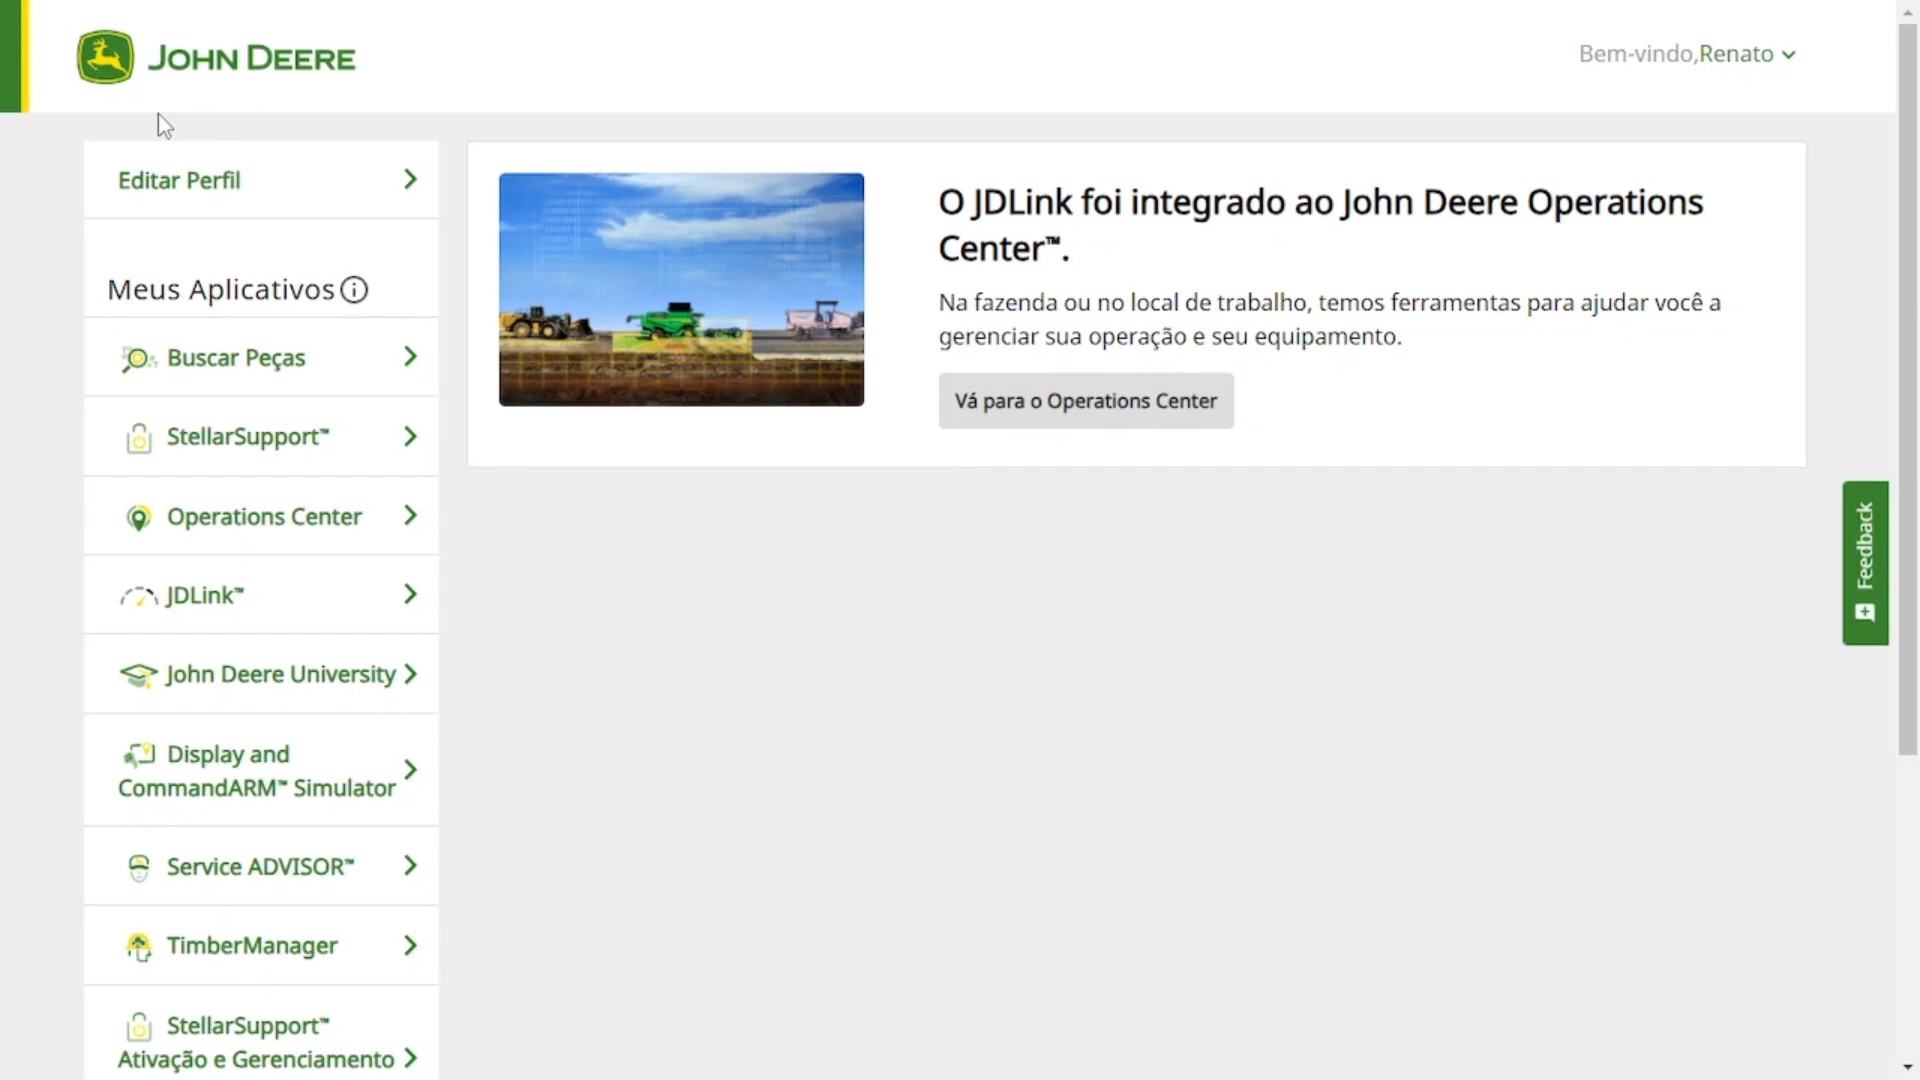 JOHN DEERE
Bem-vindo,Renato
Editar Perfil
Meus Aplicativos
Buscar Peças
StellarSupport™
Operations Center
JDLink™
John Deere University
Display and
CommandARM™ Simulator
Service ADVISOR™
TimberManager
StellarSupport™
Ativação e Gerenciamento
O JDLink foi integrado ao John Deere Operations
Center™.
Na fazenda ou no local de trabalho, temos ferramentas para ajudar você a
gerenciar sua operação e seu equipamento.
Vá para o Operations Center
Feedback